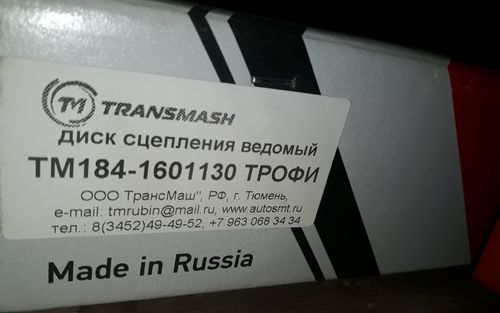 TM TRANSMASH
диск сцепления ведомый
ТМ184-1601130 ТРОФИ
ООО ТрансМаш", РФ, г. Тюмень,
e-mail: tmrubin@mail.ru, www.autosmt.ru
тел.: 8(3452)49-49-52, +7 963 068 34 34
Made in Russia